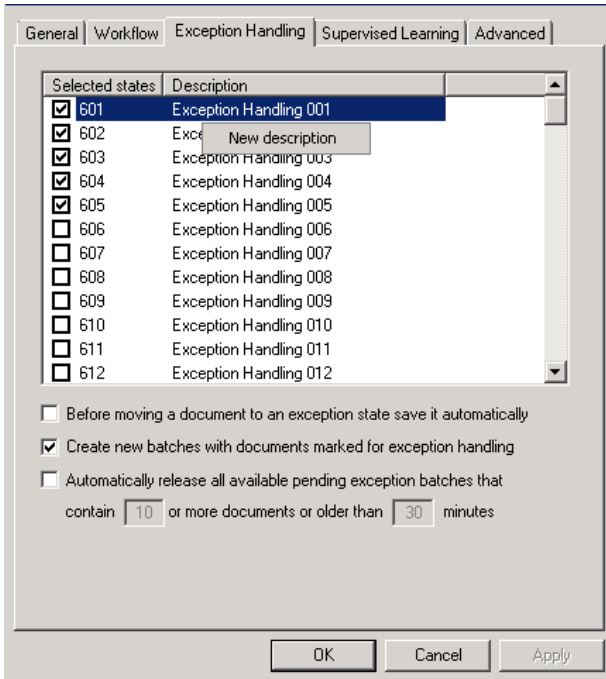 General Workflow Exception Handling Supervised Learning Advanced
Selected states Description
601 Exception Handling 001
602 Exce
New description
603 Exception Handling 003
604 Exception Handling 004
605 Exception Handling 005
606 Exception Handling 006
607 Exception Handling 007
608 Exception Handling 008
609 Exception Handling 009
610 Exception Handling 010
611 Exception Handling 011
612 Exception Handling 012
Before moving a document to an exception state save it automatically
Create new batches with documents marked for exception handling
Automatically release all available pending exception batches that
contain 10 or more documents or older than 30 minutes
OK Cancel Apply